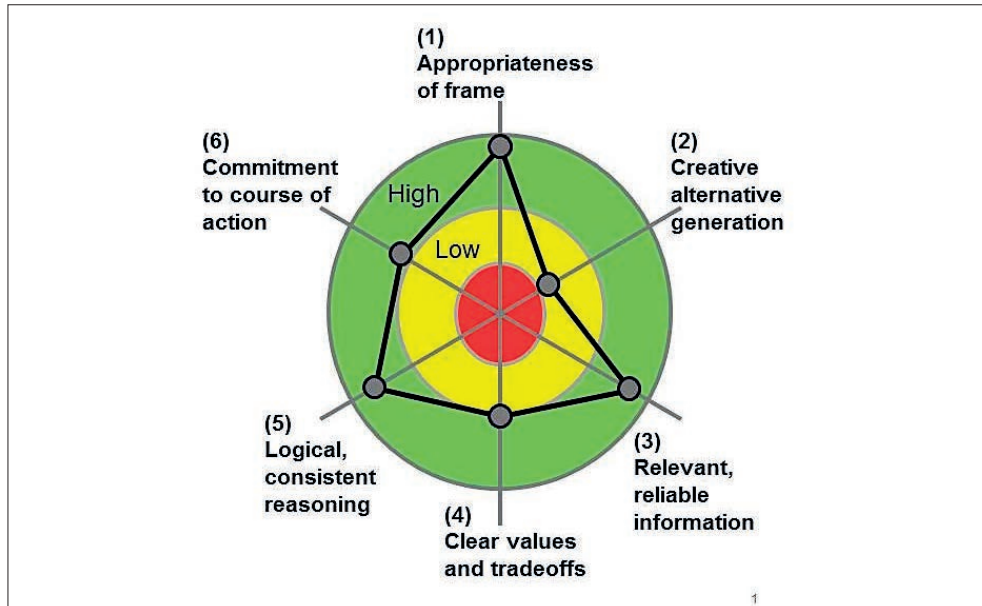 (1)
Appropriateness
of frame
(2)
Creative
alternative
generation
(3)
Relevant,
reliable
information
(4)
Clear values
and tradeoffs
(5)
Logical,
consistent
reasoning
(6)
Commitment
to course of
action
High
Low
1